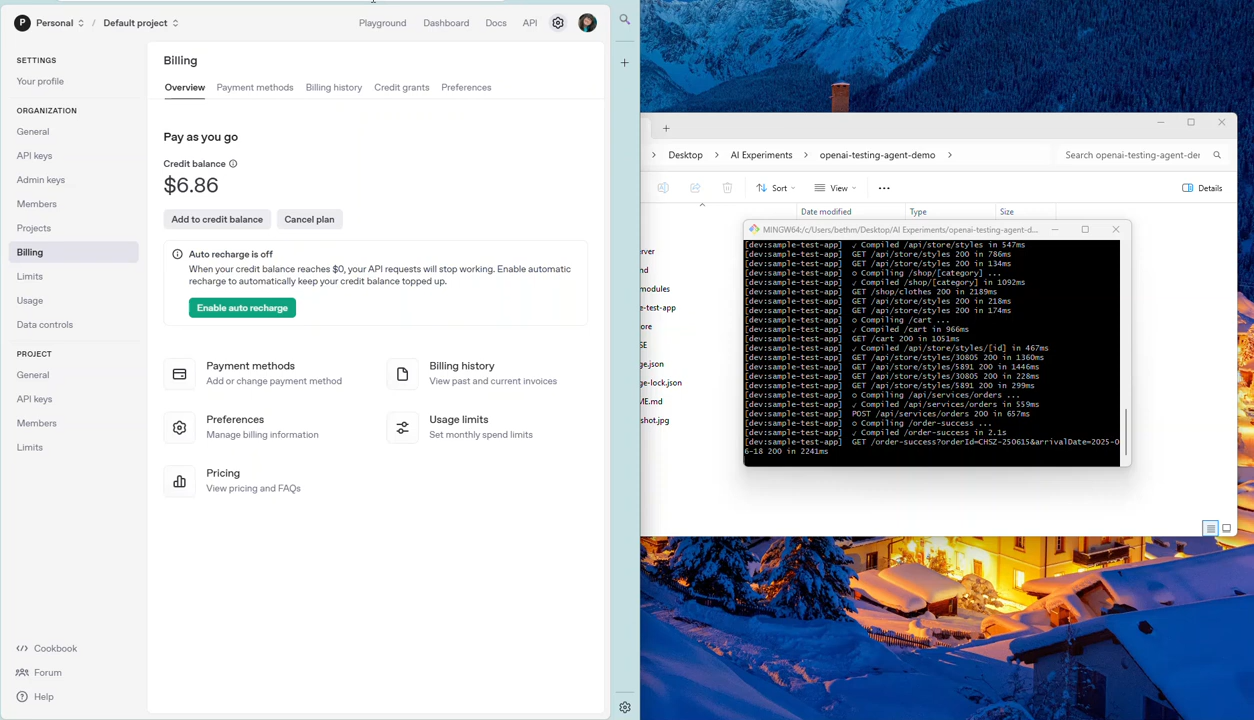 P Personal Default project
Playground Dashboard Docs API
SETTINGS
Your profile
ORGANIZATION
General
API keys
Admin keys
Members
Projects
Billing
Limits
Usage
Data controls
PROJECT
General
API keys
Members
Limits
Cookbook
Forum
Help
Billing
Overview Payment methods Billing history Credit grants Preferences
Pay as you go
Credit balance
$6.86
Add to credit balance Cancel plan
Auto recharge is off
When your credit balance reaches $0, your API requests will stop working. Enable automatic
recharge to automatically keep your credit balance topped up.
Enable auto recharge
Payment methods
Add or change payment method
Billing history
View past and current invoices
Preferences
Manage billing information
Usage limits
Set monthly spend limits
Pricing
View pricing and FAQs
Desktop AI Experiments openai-testing-agent-demo
Search openai-testing-agent-der
Sort View Details
Date modified Type Size
erver
nd
modules
e-test-app
ore
SE
ge.json
ge-lock.json
ME.md
shot.jpg
MINGW64:/c/Users/bethm/Desktop/AI Experiments/openai-testing-agent-d...
[dev:sample-test-app] ✓ Compiled /api/store/styles in 547ms
[dev:sample-test-app] GET /api/store/styles 200 in 786ms
[dev:sample-test-app] GET /api/store/styles 200 in 134ms
[dev:sample-test-app] ○ Compiling /shop/[category] ...
[dev:sample-test-app] ✓ Compiled /shop/[category] in 1092ms
[dev:sample-test-app] GET /shop/clothes 200 in 2189ms
[dev:sample-test-app] GET /api/store/styles 200 in 218ms
[dev:sample-test-app] GET /api/store/styles 200 in 174ms
[dev:sample-test-app] ○ Compiling /cart ...
[dev:sample-test-app] ✓ Compiled /cart in 966ms
[dev:sample-test-app] GET /cart 200 in 1051ms
[dev:sample-test-app] ✓ Compiled /api/store/styles/[id] in 467ms
[dev:sample-test-app] GET /api/store/styles/30805 200 in 1360ms
[dev:sample-test-app] GET /api/store/styles/5891 200 in 1446ms
[dev:sample-test-app] GET /api/store/styles/30805 200 in 228ms
[dev:sample-test-app] GET /api/store/styles/5891 200 in 299ms
[dev:sample-test-app] ○ Compiling /api/services/orders ...
[dev:sample-test-app] ✓ Compiled /api/services/orders in 559ms
[dev:sample-test-app] POST /api/services/orders 200 in 657ms
[dev:sample-test-app] ○ Compiling /order-success ...
[dev:sample-test-app] ✓ Compiled /order-success in 2.1s
[dev:sample-test-app] GET /order-success?orderId=CHSZ-250615&arrivalDate=2025-0
6-18 200 in 2241ms